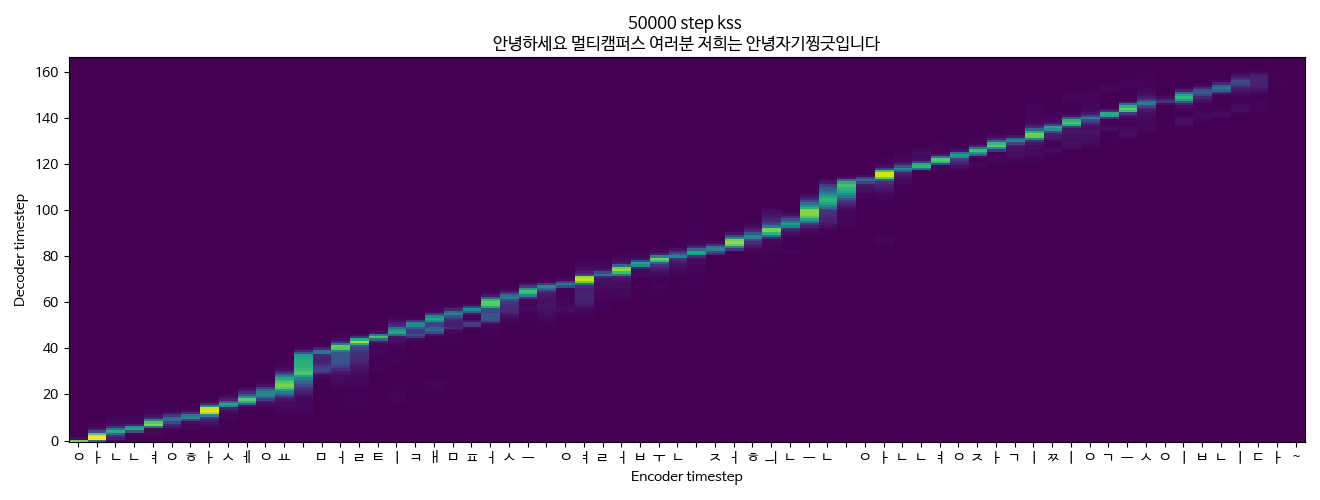 50000 step kss
안녕하세요 멀티캠퍼스 여러분 저희는 안녕자기찡긋입니다
Decoder timestep
160
140
120
100
80
60
40
20
0
ㅇ ㅏ ㄴ ㄴ ㅕ ㅇ ㅎ ㅏ ㅅ ㅔ ㅇ ㅛ ㅁ ㅓ ㄹ ㅌ ㅣ ㅋ ㅐ ㅁ ㅍ ㅓ ㅅ ㅡ ㅇ ㅕ ㄹ ㅓ ㅂ ㅜ ㄴ ㅈ ㅓ ㅎ ㅢ ㄴ ㅡ ㄴ ㅇ ㅏ ㄴ ㄴ ㅕ ㅇ ㅈ ㅏ ㄱ ㅣ ㅉ ㅣ ㅇ ㄱ ㅡ ㅅ ㅇ ㅣ ㅂ ㄴ ㅣ ㄷ ㅏ ~
Encoder timestep